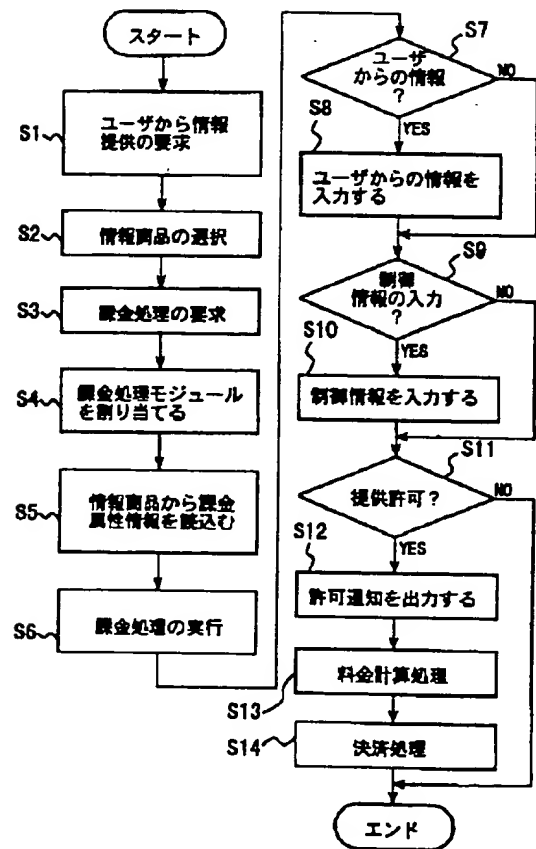 スタート
S1
ユーザから情報
提供の要求
S2
情報商品の選択
S3
課金処理の要求
S4
課金処理モジュール
を割り当てる
S5
情報商品から課金
属性情報を読込む
S6
課金処理の実行
S7
ユーザ
からの情報
?
NO
YES
S8
ユーザからの情報を
入力する
S9
制御
情報の入力
?
NO
YES
S10
制御情報を入力する
S11
提供許可?
NO
YES
S12
許可通知を出力する
S13
料金計算処理
S14
決済処理
エンド